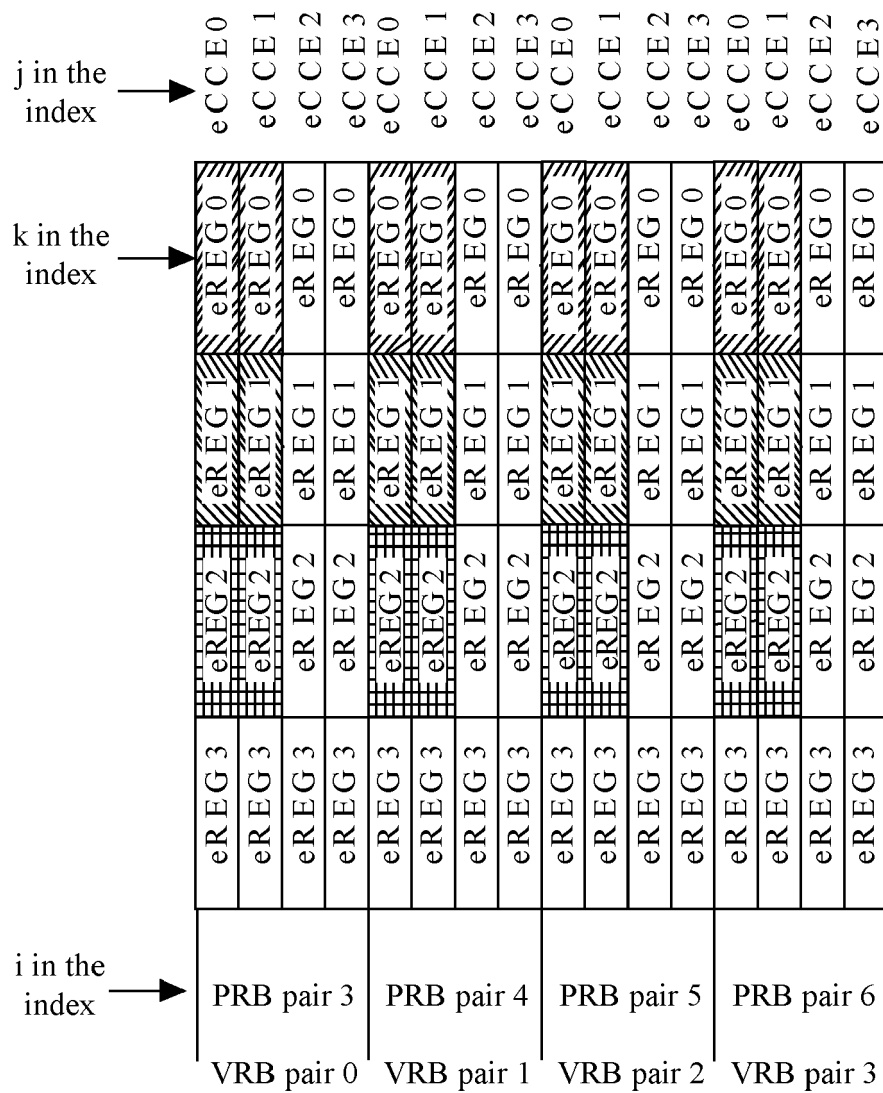 j in the
index
eCCE0 eCCE1 eCCE2 eCCE3 eCCE0 eCCE1 eCCE2 eCCE3 eCCE0 eCCE1 eCCE2 eCCE3 eCCE0 eCCE1 eCCE2 eCCE3
k in the
index
eREG0 eREG0 eREG0 eREG0 eREG0 eREG0 eREG0 eREG0 eREG0 eREG0 eREG0 eREG0 eREG0 eREG0 eREG0 eREG0
eREG1 eREG1 eREG1 eREG1 eREG1 eREG1 eREG1 eREG1 eREG1 eREG1 eREG1 eREG1 eREG1 eREG1 eREG1 eREG1
eREG2 eREG2 eREG2 eREG2 eREG2 eREG2 eREG2 eREG2 eREG2 eREG2 eREG2 eREG2 eREG2 eREG2 eREG2 eREG2
eREG3 eREG3 eREG3 eREG3 eREG3 eREG3 eREG3 eREG3 eREG3 eREG3 eREG3 eREG3 eREG3 eREG3 eREG3 eREG3
i in the
index
PRB pair 3 PRB pair 4 PRB pair 5 PRB pair 6
VRB pair 0 VRB pair 1 VRB pair 2 VRB pair 3